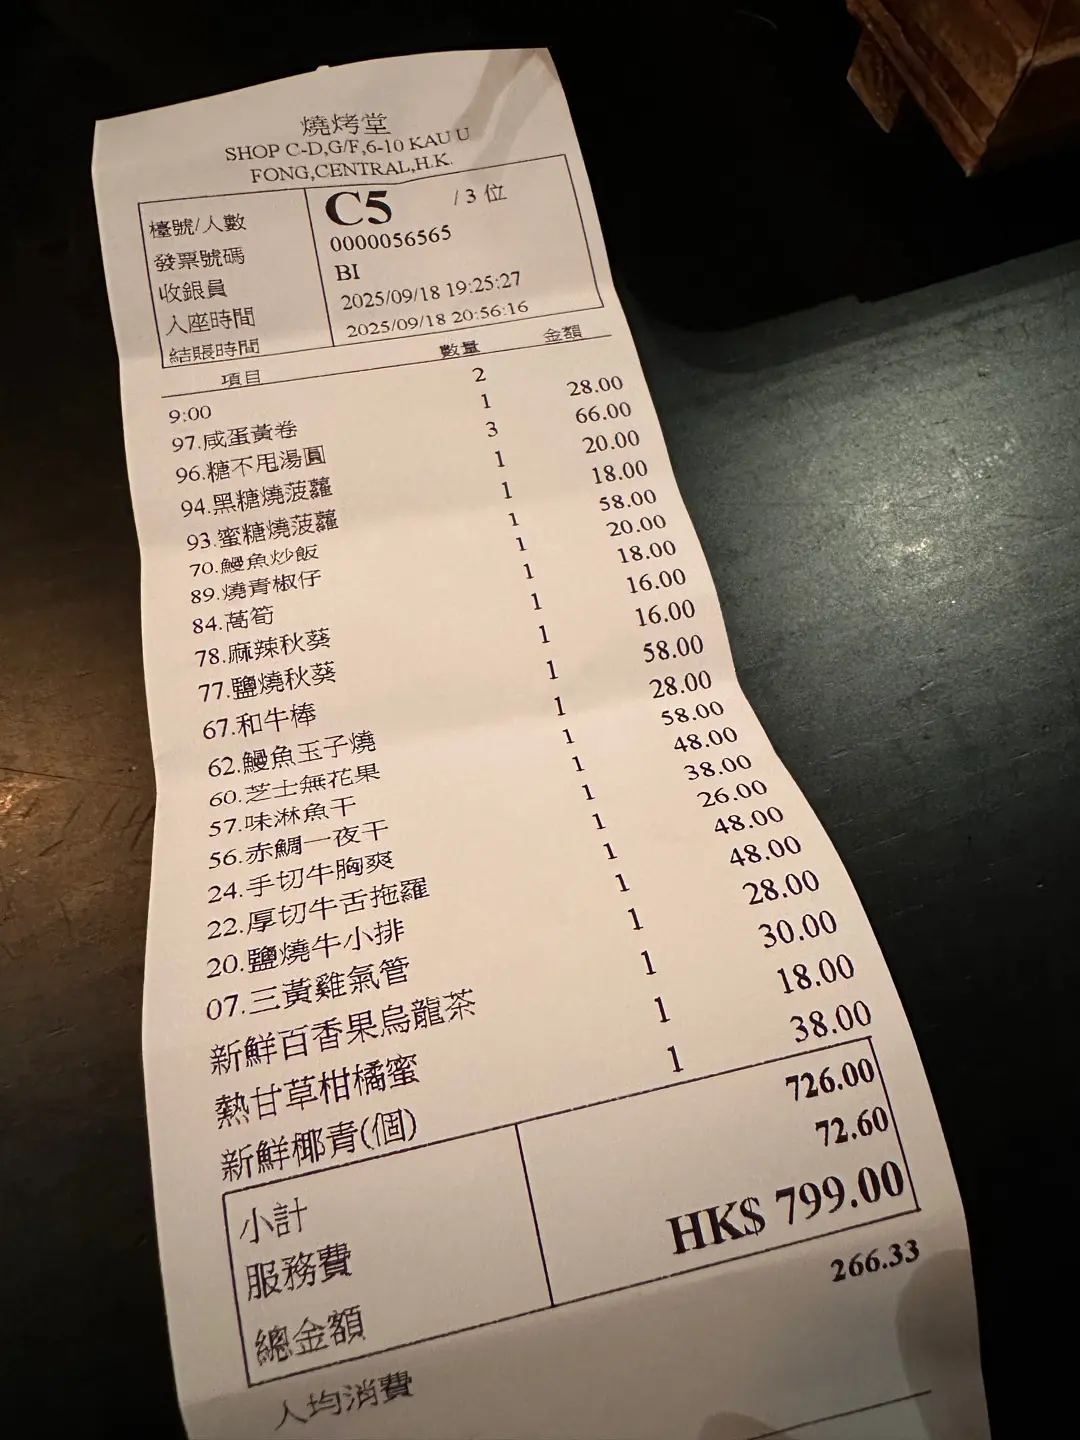 燒烤堂
SHOP C-D,G/F,6-10 KAU U
FONG,CENTRAL,H.K.
檯號/人數 C5 / 3 位
發票號碼 0000056565
收銀員 BI
入座時間 2025/09/18 19:25:27
結賬時間 2025/09/18 20:56:16
項目 數量 金額
9:00 2
97.咸蛋黃卷 1 28.00
96.糖不甩湯圓 3 66.00
94.黑糖燒菠蘿 1 20.00
93.蜜糖燒菠蘿 1 18.00
70.鰻魚炒飯 1 58.00
89.燒青椒仔 1 20.00
84.萬筍 1 18.00
78.麻辣秋葵 1 16.00
77.鹽燒秋葵 1 16.00
67.和牛棒 1 58.00
62.鰻魚玉子燒 1 28.00
60.芝士無花果 1 58.00
57.味淋魚干 1 48.00
56.赤鯛一夜干 1 38.00
24.手切牛胸爽 1 26.00
22.厚切牛舌拖羅 1 48.00
20.鹽燒牛小排 1 48.00
07.三黃雞氣管 1 28.00
新鮮百香果烏龍茶 1 30.00
熱甘草柑橘蜜 1 18.00
新鮮椰青(個) 1 38.00
小計 726.00
服務費 72.60
總金額 HK$ 799.00
人均消費 266.33